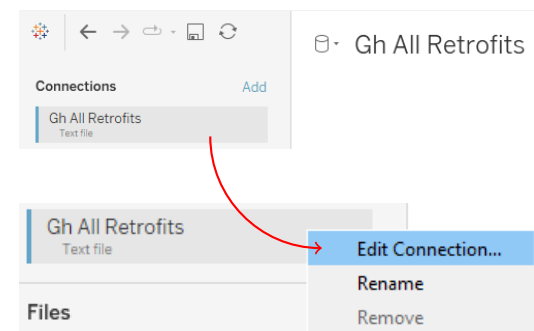 Gh All Retrofits
Connections
Add
Gh All Retrofits
Text file
Gh All Retrofits
Text file
Edit Connection...
Rename
Files
Remove